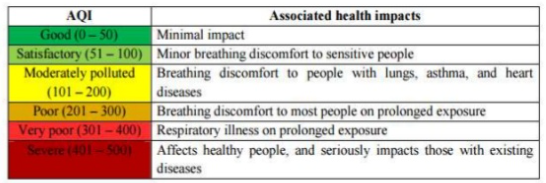 AQI Associated health impacts
Good (0 – 50) Minimal impact
Satisfactory (51 – 100) Minor breathing discomfort to sensitive people
Moderately polluted Breathing discomfort to people with lungs, asthma, and heart
(101 – 200) diseases
Poor (201 – 300) Breathing discomfort to most people on prolonged exposure
Very poor (301 – 400) Respiratory illness on prolonged exposure
Severe (401 – 500) Affects healthy people, and seriously impacts those with existing
diseases